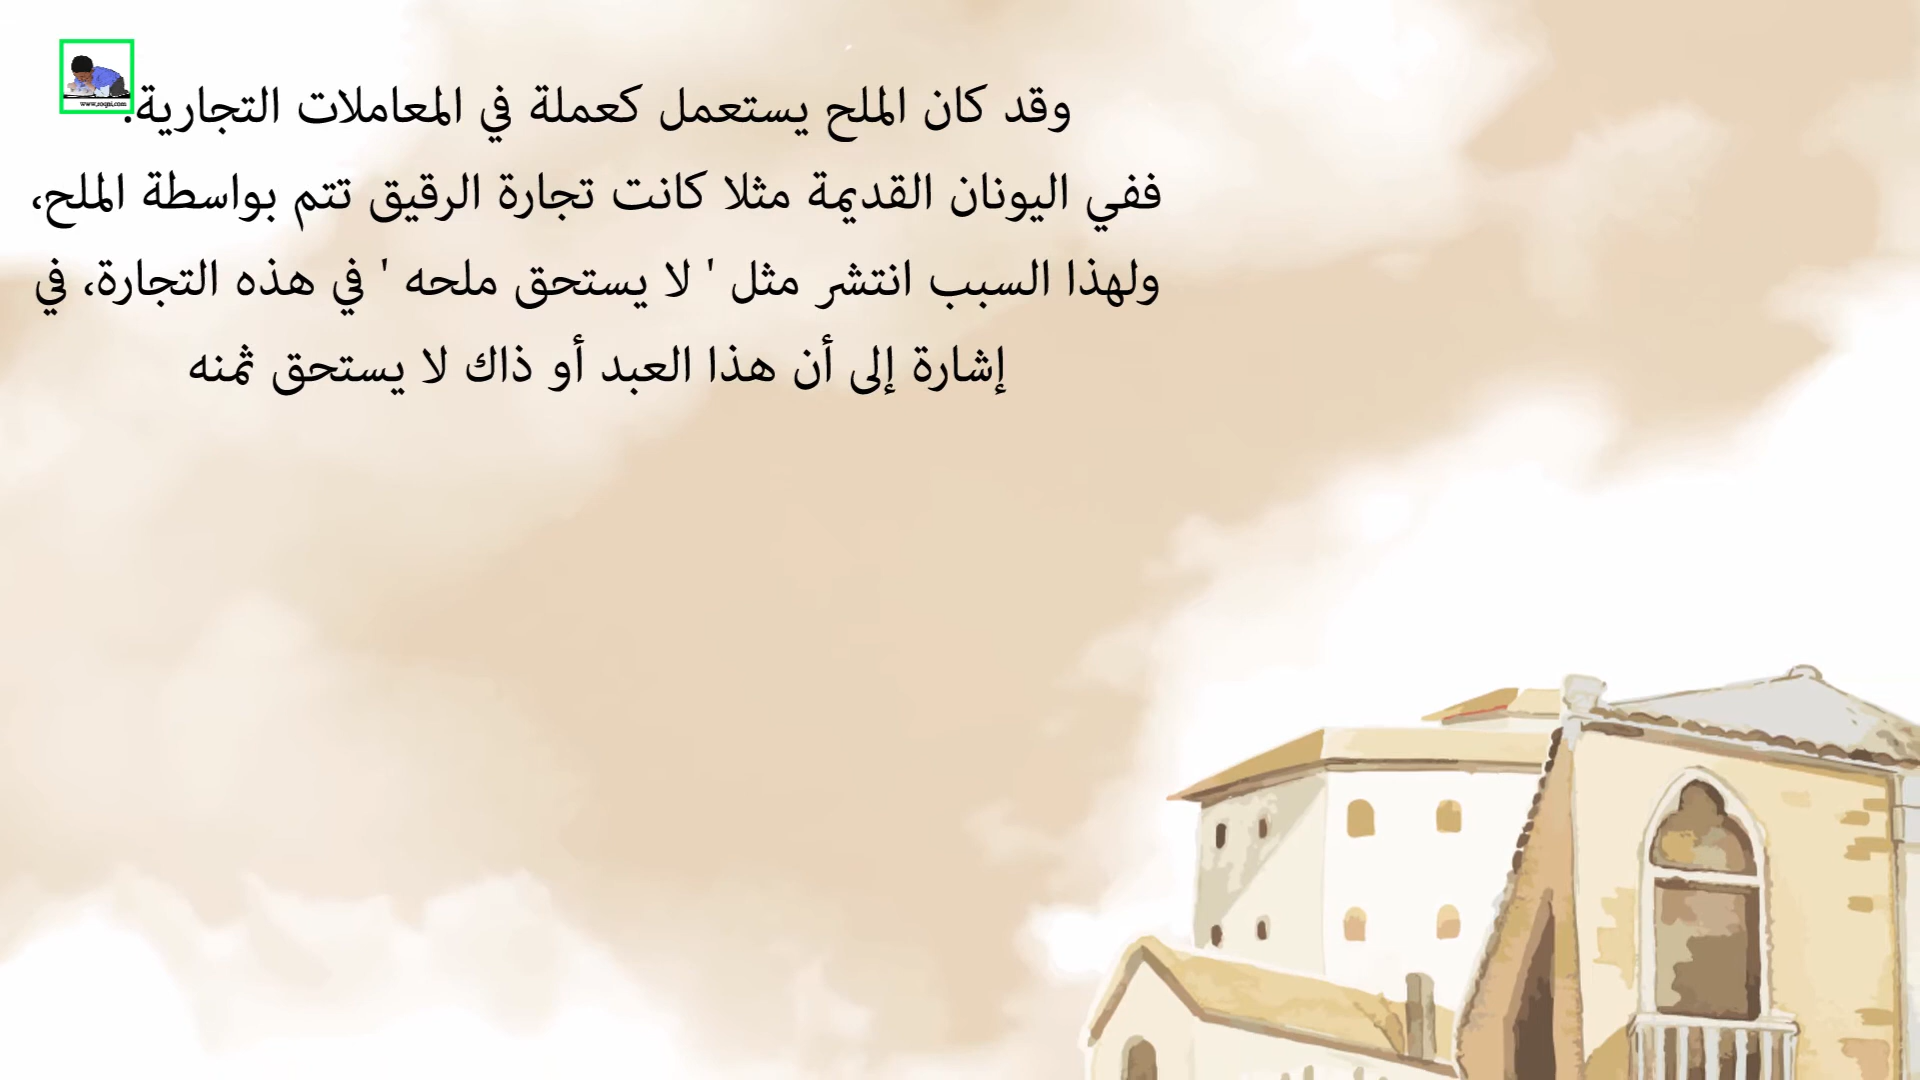 وقد كان الملح يستعمل كعملة في المعاملات التجارية.
ففي اليونان القديمة مثلا كانت تجارة الرقيق تتم بواسطة الملح،
ولهذا السبب انتشر مثل ' لا يستحق ملحه ' في هذه التجارة، في
إشارة إلى أن هذا العبد أو ذاك لا يستحق ثمنه